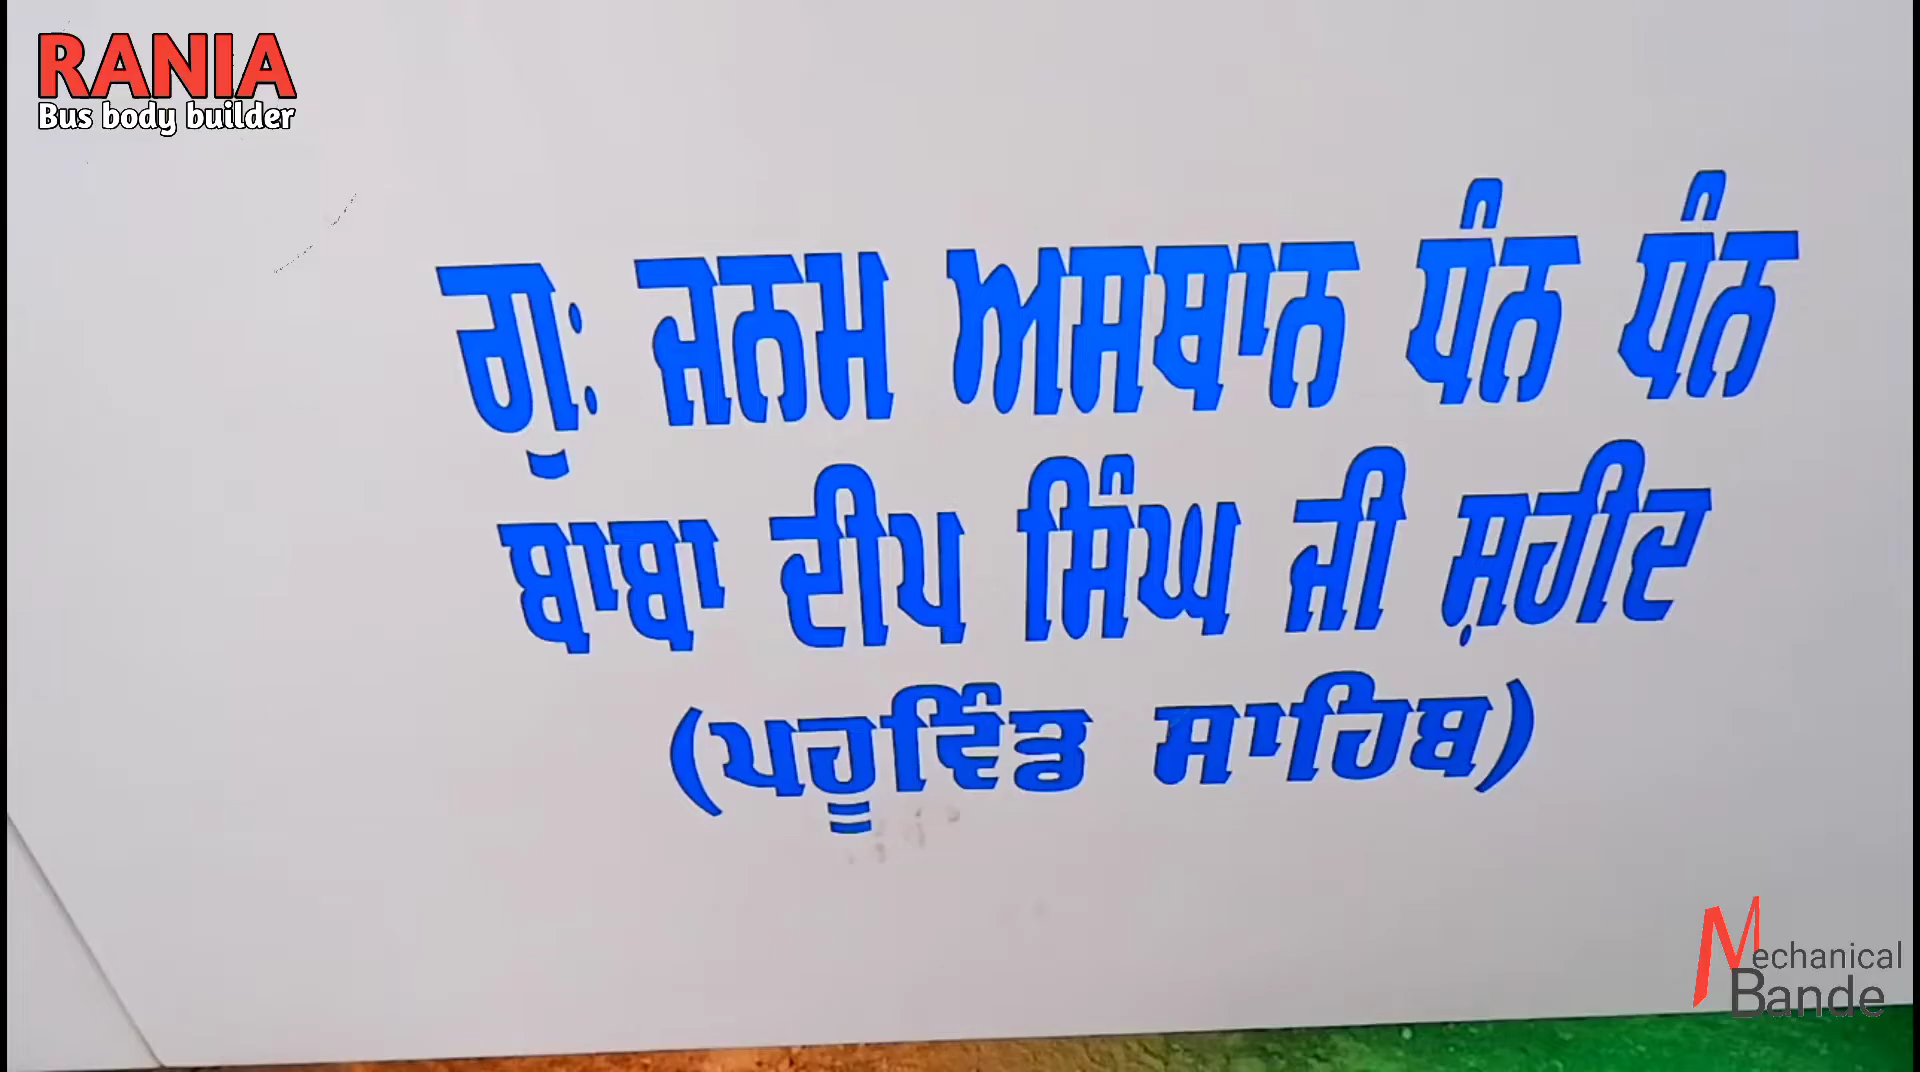 RANIA
Bus body builder
ਗੁਃ ਜਨਮ ਅਸਥਾਨ ਧੰਨ ਧੰਨ
ਬਾਬਾ ਦੀਪ ਸਿੰਘ ਜੀ ਸ਼ਹੀਦ
(ਪਹੂਵਿੰਡ ਸਾਹਿਬ)
Mechanical
Bande